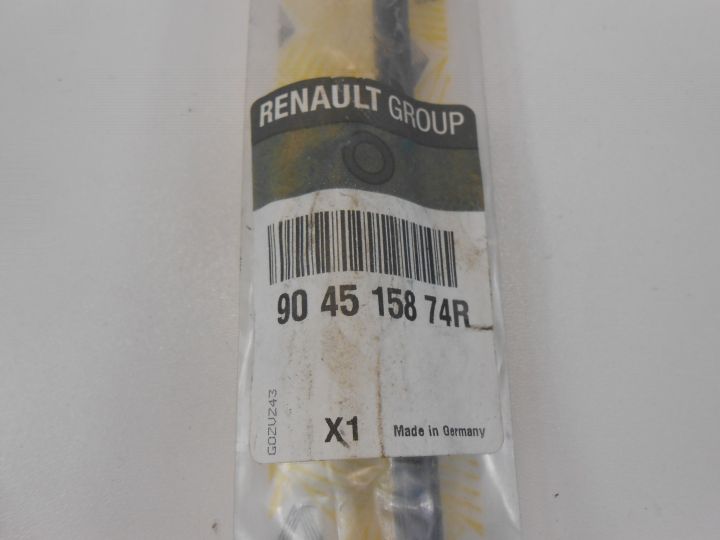 RENAULT GROUP
90 45 158 74R
G02U243
X1
Made in Germany